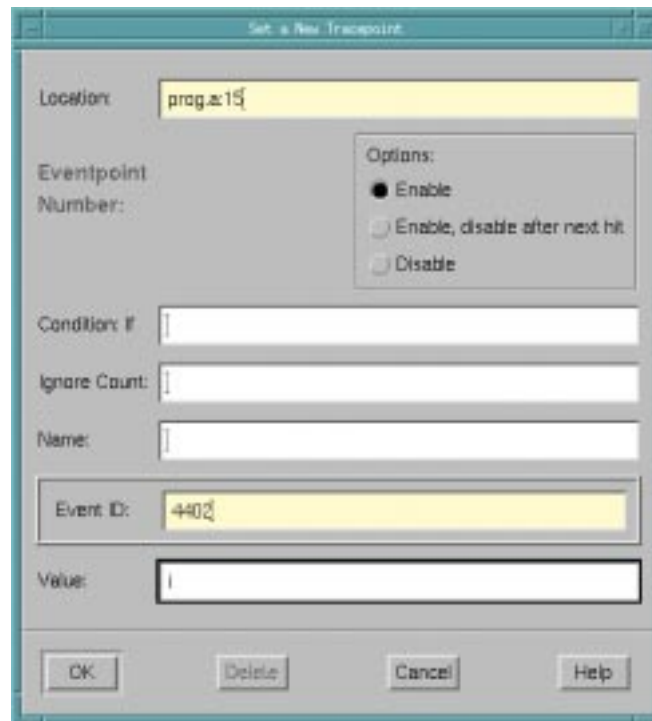 Set a New Tracepoint
Location: prog.a:15
Options:
Eventpoint
Number:
Enable
Enable, disable after next hit
Disable
Condition: If
Ignore Count:
Name:
Event ID: 4402
Value: i
OK Delete Cancel Help